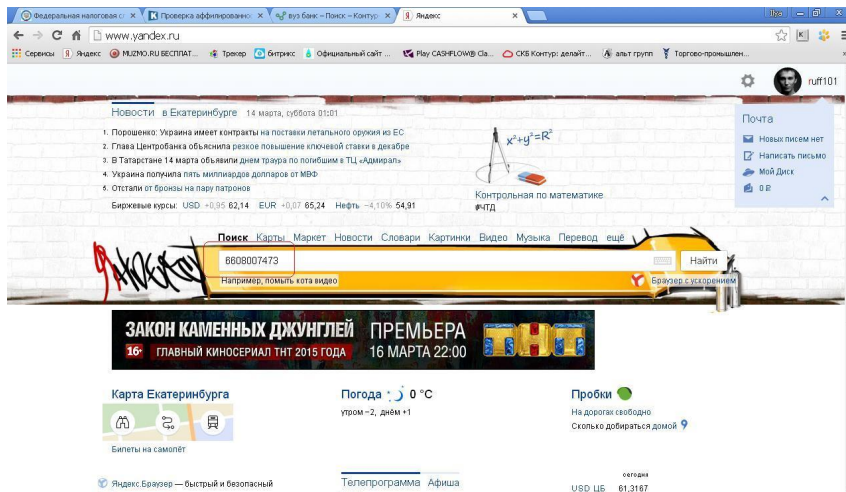 Федеральная налоговая с
Проверка аффилированно
вуз банк – Поиск – Контур
Яндекс
Ilya
www.yandex.ru
Сервисы Яндекс MUZMO.RU БЕСПЛАТ... Трекер битрикс Официальный сайт ... Play CASHFLOW® Cla... СКБ Контур: делайт... альт групп Торгово-промышлен...
ruff101
Новости в Екатеринбурге 14 марта, суббота 01:01
1. Порошенко: Украина имеет контракты на поставки летального оружия из ЕС
2. Глава Центробанка объяснила резкое повышение ключевой ставки в декабре
3. В Татарстане 14 марта объявили днем траура по погибшим в ТЦ «Адмирал»
4. Украина получила пять миллиардов долларов от МВФ
5. Отстали от бронзы на пару патронов
Биржевые курсы: USD +0,95 62,14 EUR +0,07 65,24 Нефть –4,10% 54,91
x²+y²=R²
Контрольная по математике
#ЧТД
Почта
Новых писем нет
Написать письмо
Мой Диск
0 ₽
Поиск Карты Маркет Новости Словари Картинки Видео Музыка Перевод ещё
Яндекс
6608007473
Найти
Например, помыть кота видео
Браузер с ускорением
ЗАКОН КАМЕННЫХ ДЖУНГЛЕЙ
16+ ГЛАВНЫЙ КИНОСЕРИАЛ ТНТ 2015 ГОДА
ПРЕМЬЕРА
16 МАРТА 22:00
ТНТ
Карта Екатеринбурга
Билеты на самолёт
Погода 0 °C
утром –2, днём +1
Пробки
На дорогах свободно
Сколько добираться домой
Яндекс.Браузер — быстрый и безопасный
Телепрограмма Афиша
сегодня
USD ЦБ 61,3167